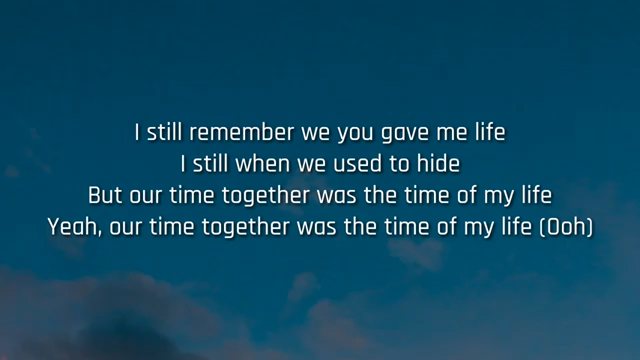 I still remember we you gave me life
I still when we used to hide
But our time together was the time of my life
Yeah, our time together was the time of my life (Ooh)